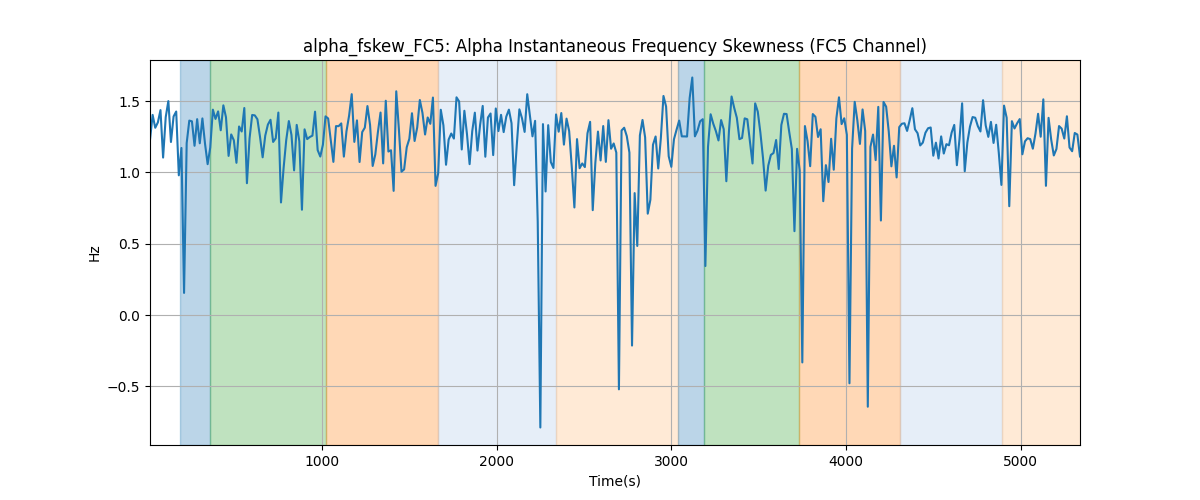 alpha_fskew_FC5: Alpha Instantaneous Frequency Skewness (FC5 Channel)
1.5
1.0
0.5
0.0
−0.5
Hz
1000 2000 3000 4000 5000
Time(s)